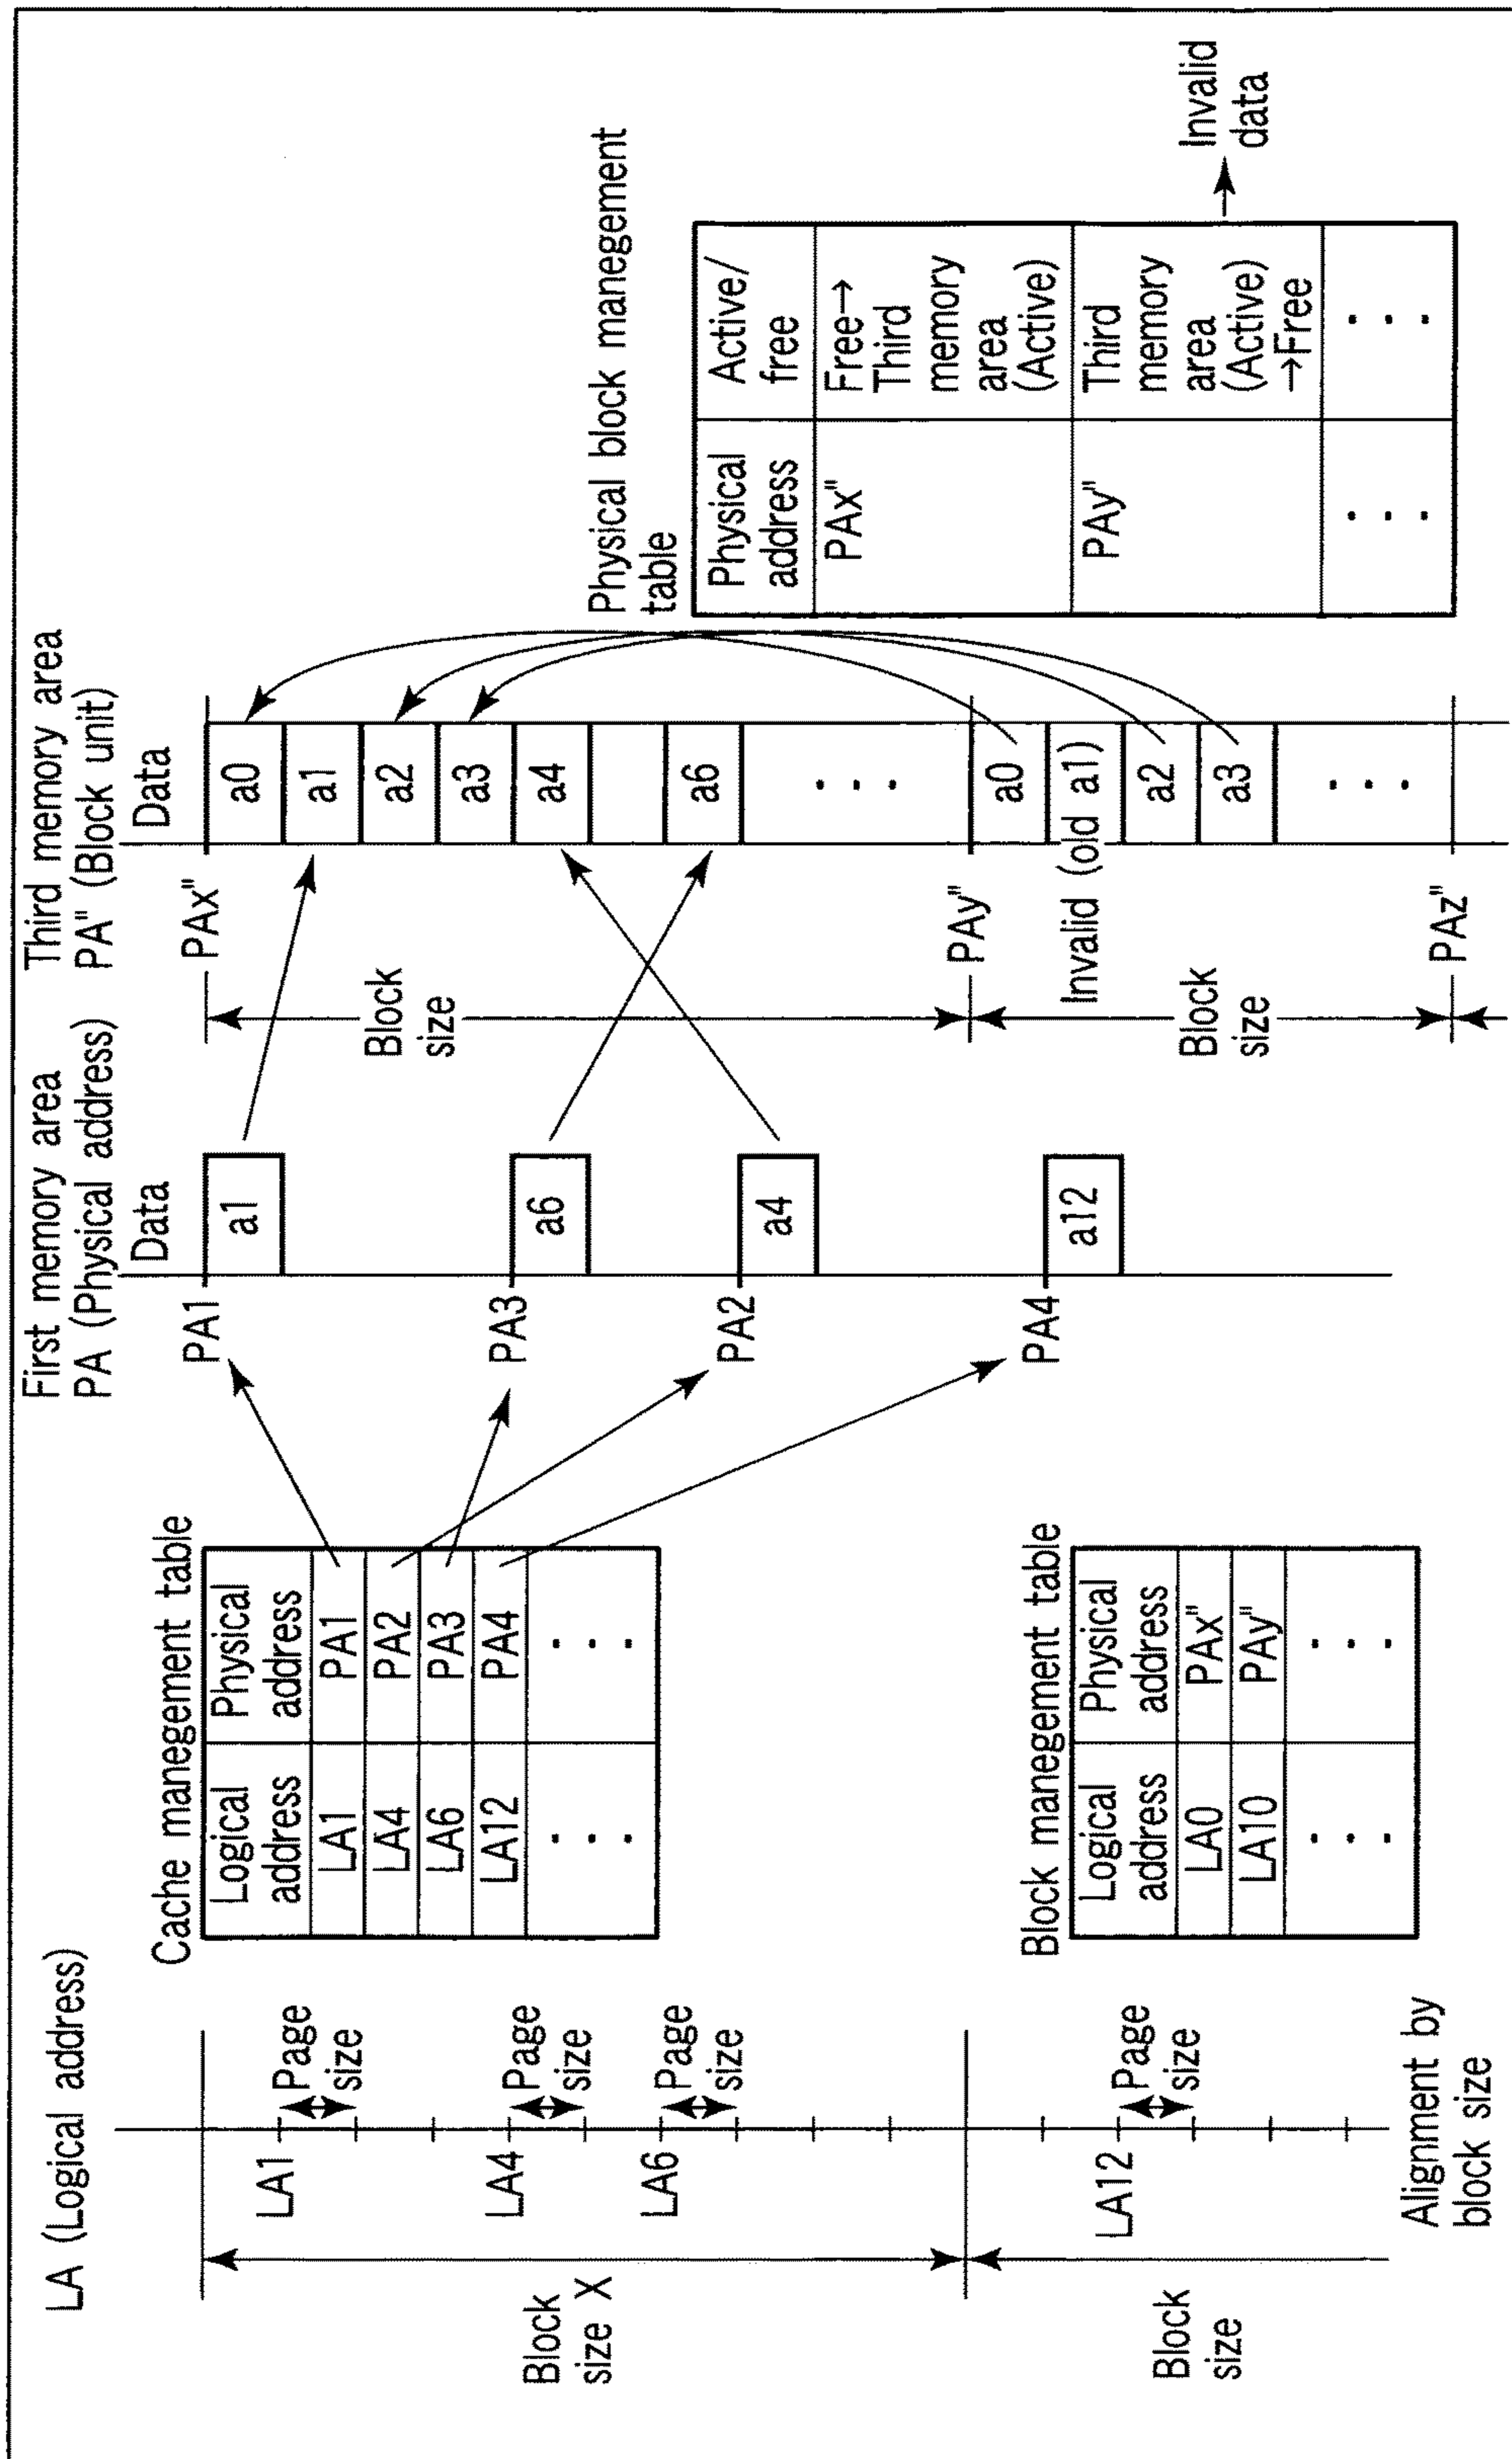 LA (Logical address)
Block
size X
Block
size
LA1
LA4
LA6
LA12
Page
size
Page
size
Page
size
Page
size
Alignment by
block size
Cache manegement table
Logical
address
Physical
address
LA1
PA1
LA4
PA2
LA6
PA3
LA12
PA4
. . .
. . .
Block manegement table
Logical
address
Physical
address
LA0
PAx"
LA10
PAy"
. . .
. . .
First memory area
PA (Physical address)
Data
PA1
a1
PA3
a6
PA2
a4
PA4
a12
Third memory area
PA" (Block unit)
Data
PAx"
Block
size
PAy"
Block
size
PAz"
a0
a1
a2
a3
a4
a6
. . .
a0
Invalid (old a1)
a2
a3
. . .
Physical block manegement
table
Physical
address
Active/
free
PAx"
Free→
Third
memory
area
(Active)
PAy"
Third
memory
area
(Active)
→Free
. . .
. . .
Invalid
data